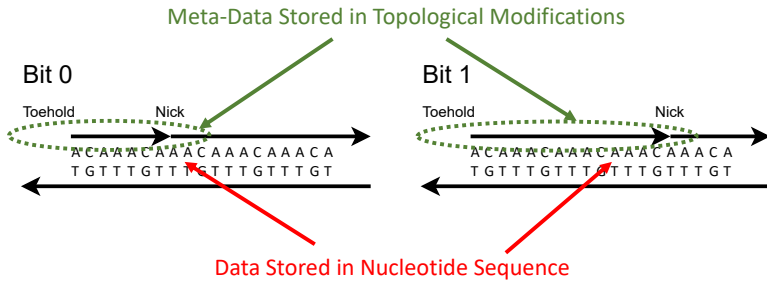 Meta-Data Stored in Topological Modifications
Bit 0
Bit 1
Toehold
Nick
Toehold
Nick
A C A A A C A A A C A A A C A A A C A
T G T T T G T T T G T T T G T T T G T
A C A A A C A A A C A A A C A A A C A
T G T T T G T T T G T T T G T T T G T
Data Stored in Nucleotide Sequence